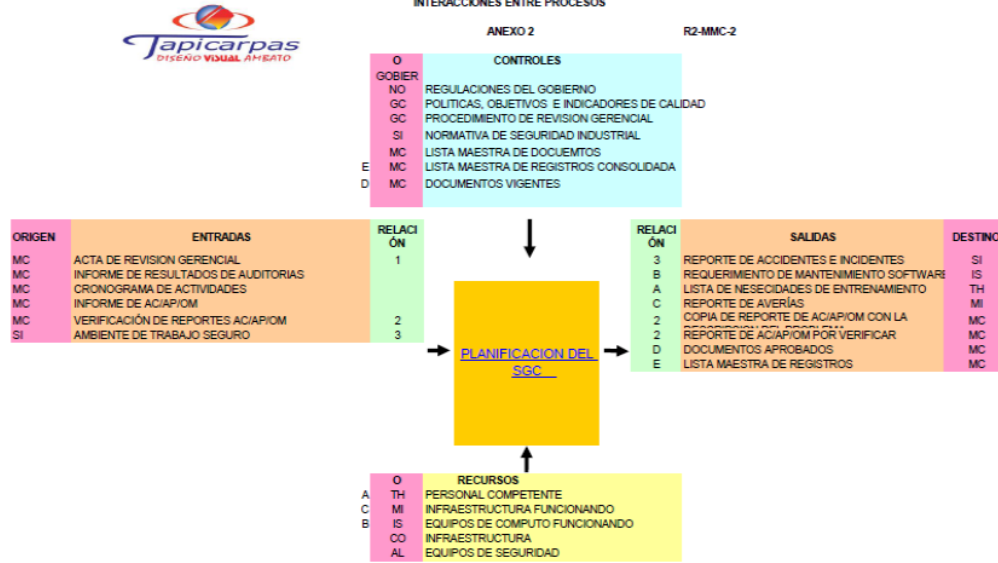 INTERACCIONES ENTRE PROCESOS
Tapicarpas
DISEÑO VISUAL AMBATO
ANEXO 2 R2-MMC-2
O CONTROLES
GOBIER
NO REGULACIONES DEL GOBIERNO
GC POLITICAS, OBJETIVOS E INDICADORES DE CALIDAD
GC PROCEDIMIENTO DE REVISION GERENCIAL
SI NORMATIVA DE SEGURIDAD INDUSTRIAL
MC LISTA MAESTRA DE DOCUEMTOS
E MC LISTA MAESTRA DE REGISTROS CONSOLIDADA
D MC DOCUMENTOS VIGENTES
ORIGEN ENTRADAS RELACI
ÓN
MC ACTA DE REVISION GERENCIAL 1
MC INFORME DE RESULTADOS DE AUDITORIAS
MC CRONOGRAMA DE ACTIVIDADES
MC INFORME DE AC/AP/OM
MC VERIFICACIÓN DE REPORTES AC/AP/OM 2
SI AMBIENTE DE TRABAJO SEGURO 3
PLANIFICACION DEL
SGC
RELACI
ÓN SALIDAS DESTINO
3 REPORTE DE ACCIDENTES E INCIDENTES SI
B REQUERIMIENTO DE MANTENIMIENTO SOFTWARE IS
A LISTA DE NESECIDADES DE ENTRENAMIENTO TH
C REPORTE DE AVERÍAS MI
2 COPIA DE REPORTE DE AC/AP/OM CON LA MC
2 REPORTE DE AC/AP/OM POR VERIFICAR MC
D DOCUMENTOS APROBADOS MC
E LISTA MAESTRA DE REGISTROS MC
O RECURSOS
A TH PERSONAL COMPETENTE
C MI INFRAESTRUCTURA FUNCIONANDO
B IS EQUIPOS DE COMPUTO FUNCIONANDO
CO INFRAESTRUCTURA
AL EQUIPOS DE SEGURIDAD